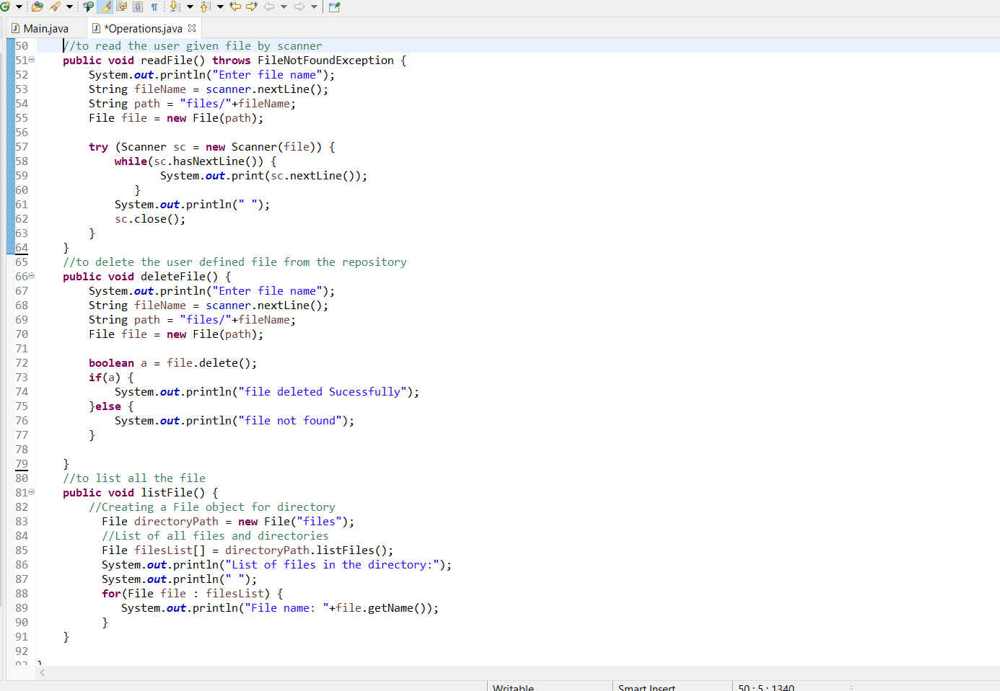 Main.java *Operations.java
50 //to read the user given file by scanner
51 public void readFile() throws FileNotFoundException {
52 System.out.println("Enter file name");
53 String fileName = scanner.nextLine();
54 String path = "files/"+fileName;
55 File file = new File(path);
56
57 try (Scanner sc = new Scanner(file)) {
58 while(sc.hasNextLine()) {
59 System.out.print(sc.nextLine());
60 }
61 System.out.println(" ");
62 sc.close();
63 }
64 }
65 //to delete the user defined file from the repository
66 public void deleteFile() {
67 System.out.println("Enter file name");
68 String fileName = scanner.nextLine();
69 String path = "files/"+fileName;
70 File file = new File(path);
71
72 boolean a = file.delete();
73 if(a) {
74 System.out.println("file deleted Sucessfully");
75 }else {
76 System.out.println("file not found");
77 }
78
79 }
80 //to list all the file
81 public void listFile() {
82 //Creating a File object for directory
83 File directoryPath = new File("files");
84 //List of all files and directories
85 File filesList[] = directoryPath.listFiles();
86 System.out.println("List of files in the directory:");
87 System.out.println(" ");
88 for(File file : filesList) {
89 System.out.println("File name: "+file.getName());
90 }
91 }
92
93 }
Writable Smart Insert 50 : 5 : 1340